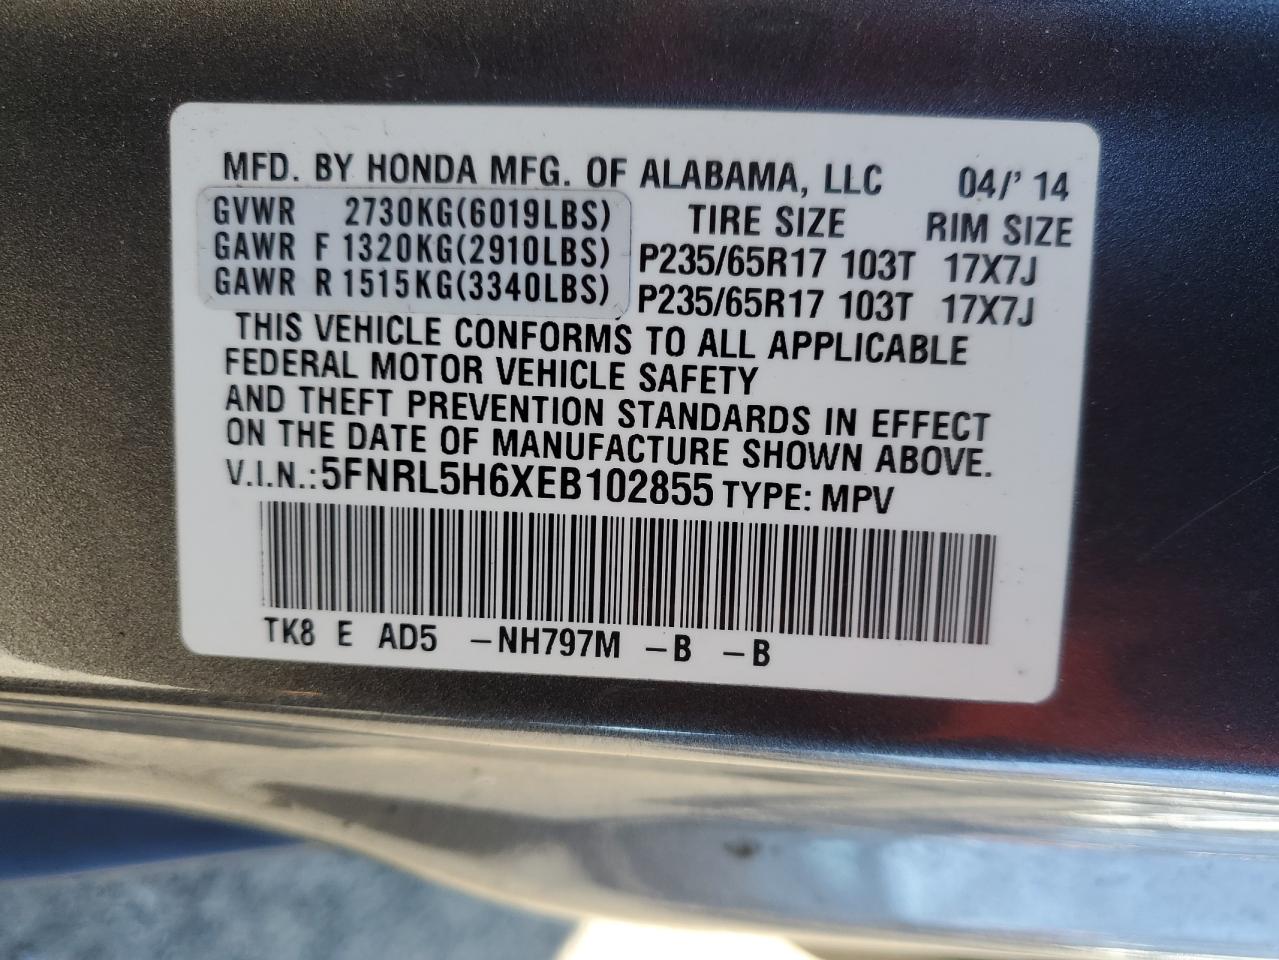 MFD. BY HONDA MFG. OF ALABAMA, LLC 04/' 14
GVWR 2730KG(6019LBS) TIRE SIZE RIM SIZE
GAWR F 1320KG(2910LBS) P235/65R17 103T 17X7J
GAWR R 1515KG(3340LBS) P235/65R17 103T 17X7J
THIS VEHICLE CONFORMS TO ALL APPLICABLE
FEDERAL MOTOR VEHICLE SAFETY
AND THEFT PREVENTION STANDARDS IN EFFECT
ON THE DATE OF MANUFACTURE SHOWN ABOVE.
V.I.N.:5FNRL5H6XEB102855 TYPE: MPV
TK8 E AD5 –NH797M –B –B